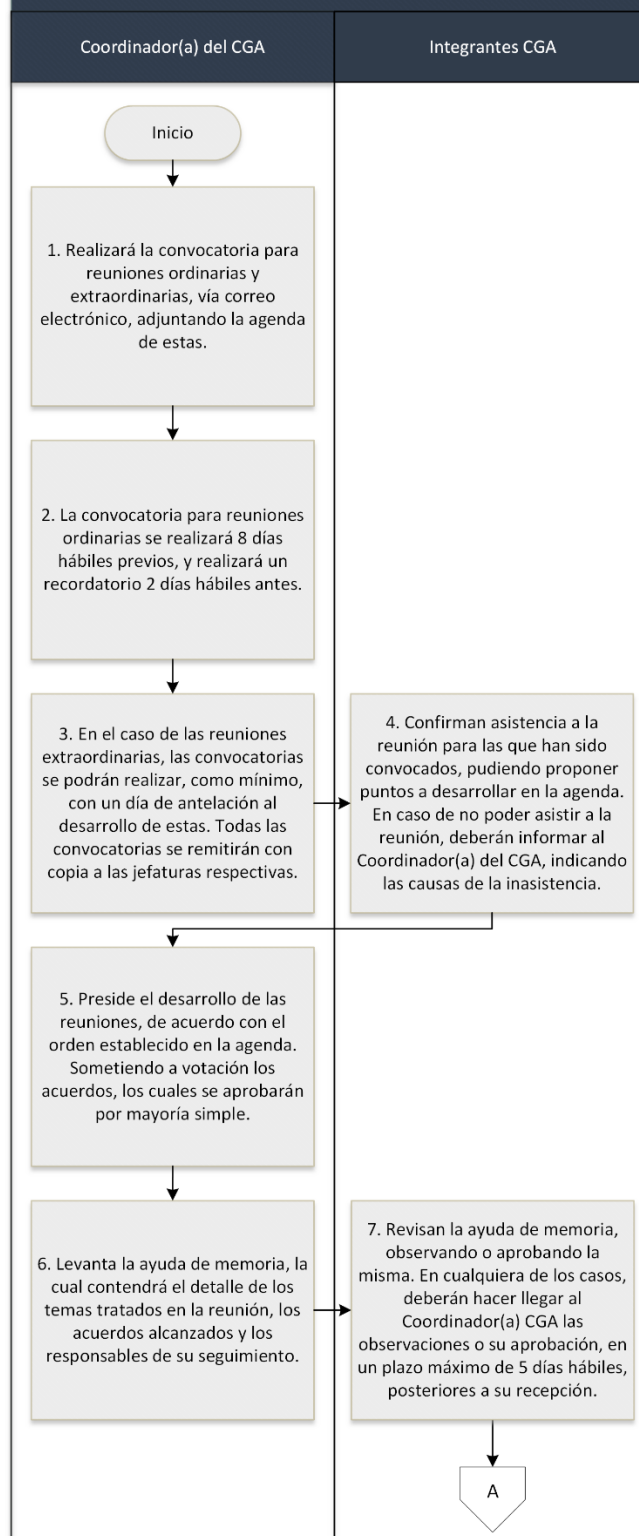 Coordinador(a) del CGA
Integrantes CGA
Inicio
1. Realizará la convocatoria para
reuniones ordinarias y
extraordinarias, vía correo
electrónico, adjuntando la agenda
de estas.
2. La convocatoria para reuniones
ordinarias se realizará 8 días
hábiles previos, y realizará un
recordatorio 2 días hábiles antes.
3. En el caso de las reuniones
extraordinarias, las convocatorias
se podrán realizar, como mínimo,
con un día de antelación al
desarrollo de estas. Todas las
convocatorias se remitirán con
copia a las jefaturas respectivas.
4. Confirman asistencia a la
reunión para las que han sido
convocados, pudiendo proponer
puntos a desarrollar en la agenda.
En caso de no poder asistir a la
reunión, deberán informar al
Coordinador(a) del CGA, indicando
las causas de la inasistencia.
5. Preside el desarrollo de las
reuniones, de acuerdo con el
orden establecido en la agenda.
Sometiendo a votación los
acuerdos, los cuales se aprobarán
por mayoría simple.
6. Levanta la ayuda de memoria, la
cual contendrá el detalle de los
temas tratados en la reunión, los
acuerdos alcanzados y los
responsables de su seguimiento.
7. Revisan la ayuda de memoria,
observando o aprobando la
misma. En cualquiera de los casos,
deberán hacer llegar al
Coordinador(a) CGA las
observaciones o su aprobación, en
un plazo máximo de 5 días hábiles,
posteriores a su recepción.
A